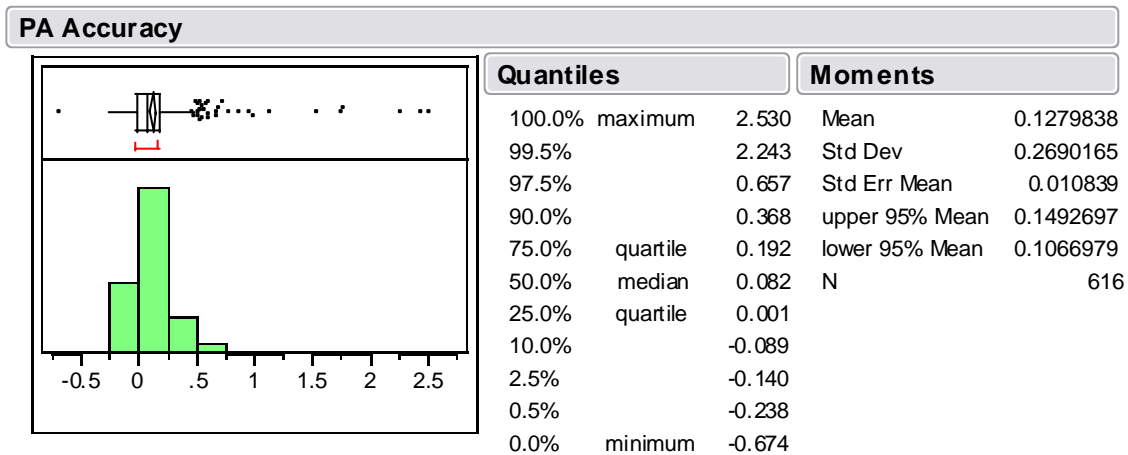 PA Accuracy
-0.5 0 .5 1 1.5 2 2.5
Quantiles
100.0% maximum 2.530
99.5% 2.243
97.5% 0.657
90.0% 0.368
75.0% quartile 0.192
50.0% median 0.082
25.0% quartile 0.001
10.0% -0.089
2.5% -0.140
0.5% -0.238
0.0% minimum -0.674
Moments
Mean 0.1279838
Std Dev 0.2690165
Std Err Mean 0.010839
upper 95% Mean 0.1492697
lower 95% Mean 0.1066979
N 616